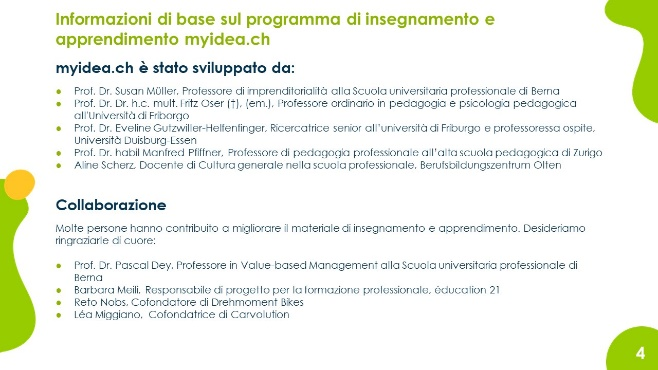 Informazioni di base sul programma di insegnamento e
apprendimento myidea.ch
myidea.ch è stato sviluppato da:
● Prof. Dr. Susan Müller, Professore di imprenditorialità alla Scuola universitaria professionale di Berna
● Prof. Dr. Dr. h.c. mult. Fritz Oser (†), (em.), Professore ordinario in pedagogia e psicologia pedagogica
all'Università di Friborgo
● Prof. Dr. Eveline Gutzwiller-Helfenfinger, Ricercatrice senior all'università di Friburgo e professoressa ospite,
Università Duisburg-Essen
● Prof. Dr. habil Manfred Pfiffner, Professore di pedagogia professionale all'alta scuola pedagogica di Zurigo
● Aline Scherz, Docente di Cultura generale nella scuola professionale, Berufsbildungszentrum Olten
Collaborazione
Molte persone hanno contribuito a migliorare il materiale di insegnamento e apprendimento. Desideriamo
ringraziarle di cuore:
● Prof. Dr. Pascal Dey, Professore in Value-based Management alla Scuola universitaria professionale di
Berna
● Barbara Meili, Responsabile di progetto per la formazione professionale, éducation 21
● Reto Nobs, Cofondatore di Drehmoment Bikes
● Léa Miggiano, Cofondatrice di Carvolution
4